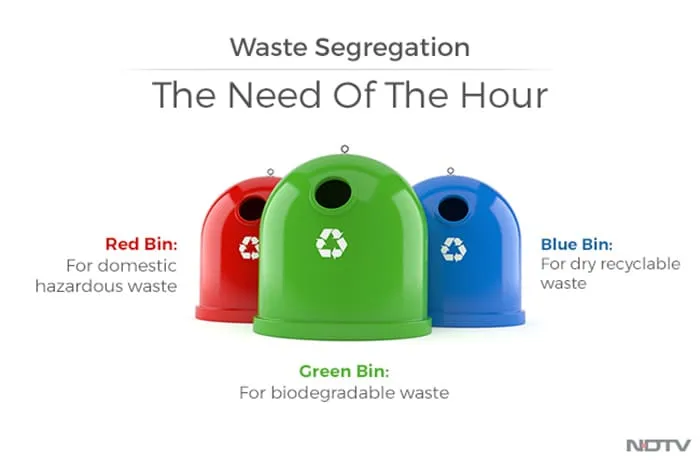 Waste Segregation
The Need Of The Hour
Red Bin:
For domestic
hazardous waste
Blue Bin:
For dry recyclable
waste
Green Bin:
For biodegradable waste
NDTV